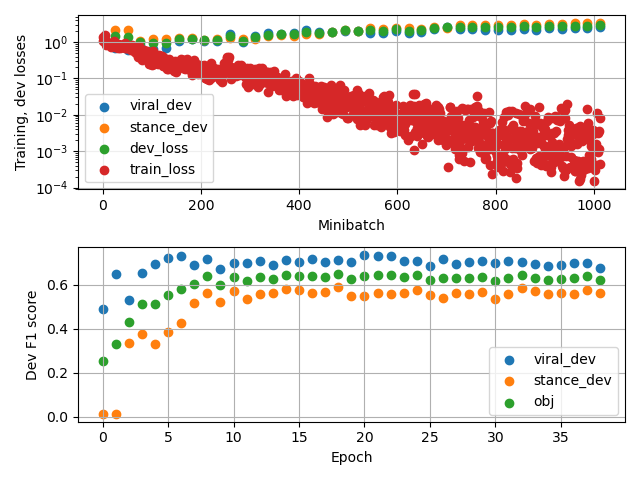 Training, dev losses
10^0
10^-1
10^-2
10^-3
10^-4
viral_dev
stance_dev
dev_loss
train_loss
0 200 400 600 800 1000
Minibatch
Dev F1 score
0.6
0.4
0.2
0.0
viral_dev
stance_dev
obj
0 5 10 15 20 25 30 35
Epoch